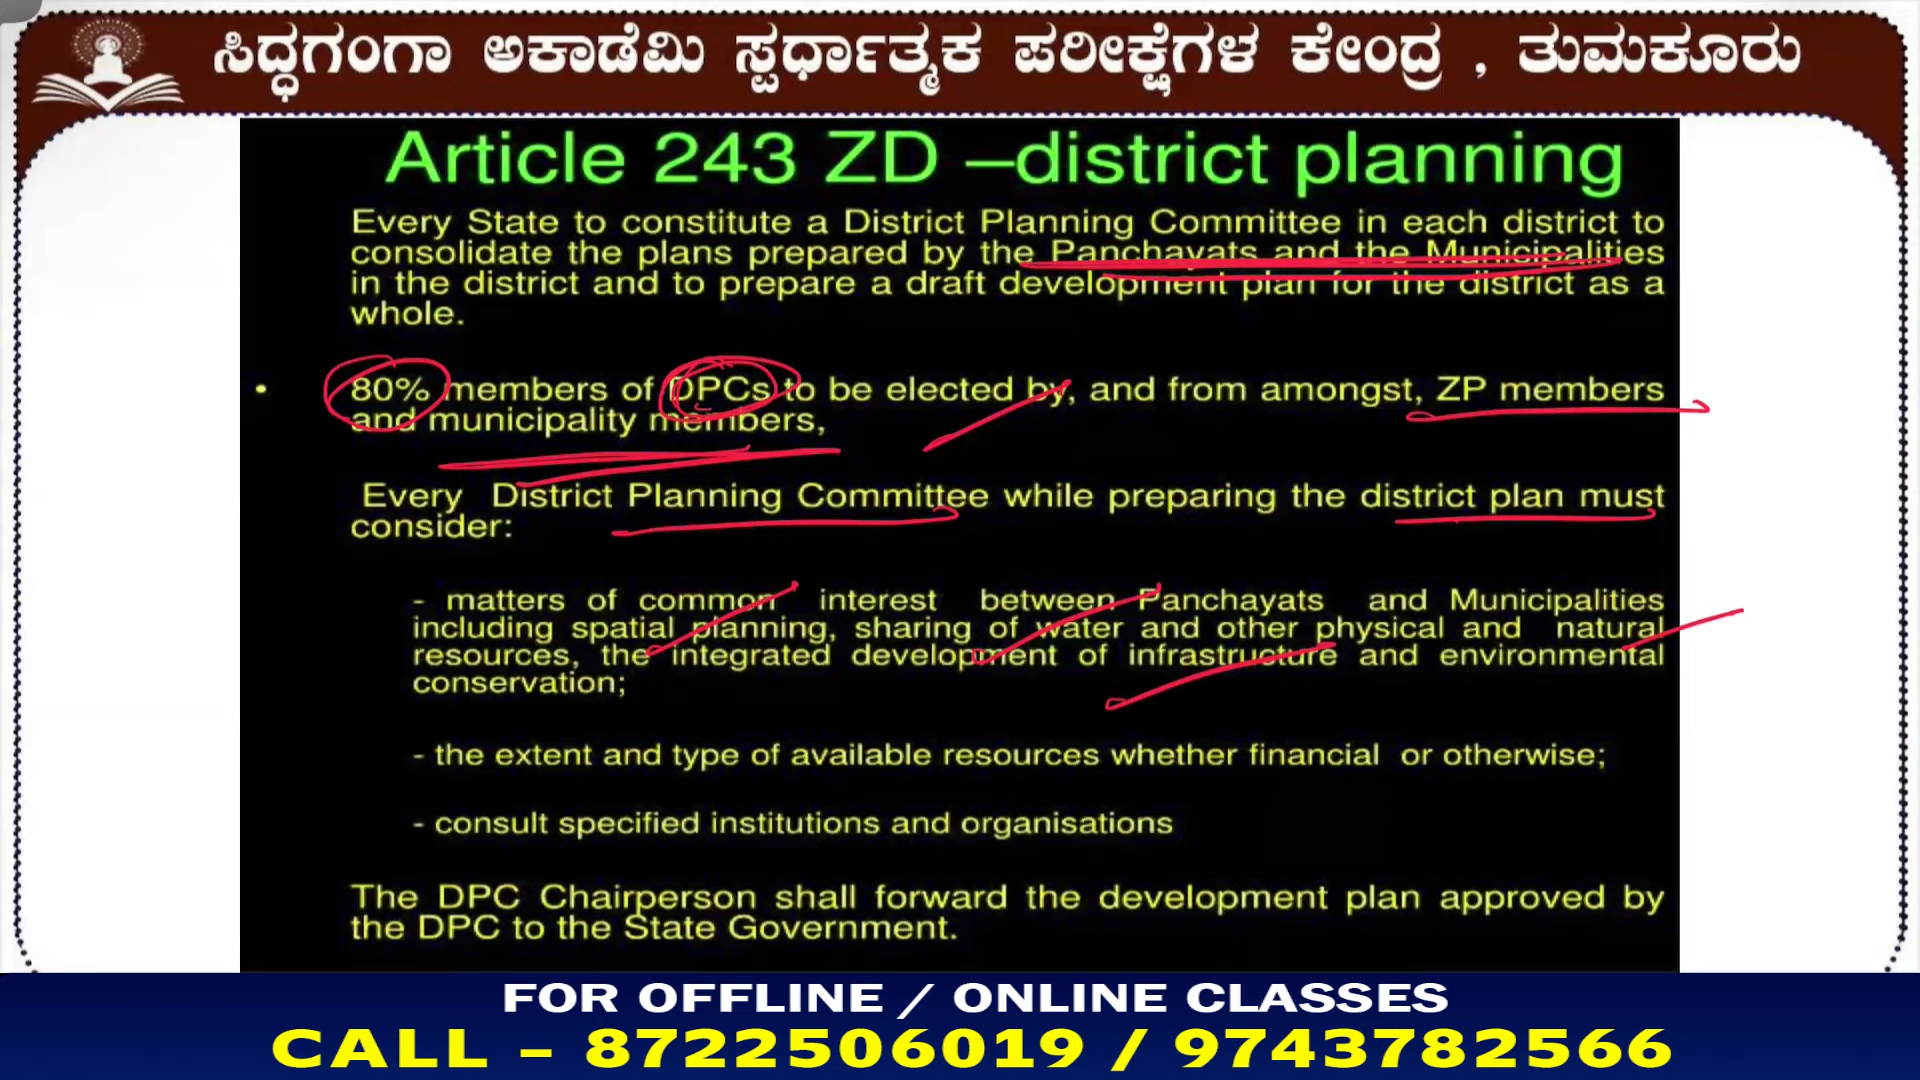 ಸಿದ್ಧಗಂಗಾ ಅಕಾಡೆಮಿ ಸ್ಪರ್ಧಾತ್ಮಕ ಪರೀಕ್ಷೆಗಳ ಕೇಂದ್ರ , ತುಮಕೂರು
Article 243 ZD –district planning
Every State to constitute a District Planning Committee in each district to
consolidate the plans prepared by the Panchayats and the Municipalities
in the district and to prepare a draft development plan for the district as a
whole.
• 80% members of DPCs to be elected by, and from amongst, ZP members
and municipality members,
Every District Planning Committee while preparing the district plan must
consider:
- matters of common interest between Panchayats and Municipalities
including spatial planning, sharing of water and other physical and natural
resources, the integrated development of infrastructure and environmental
conservation;
- the extent and type of available resources whether financial or otherwise;
- consult specified institutions and organisations
The DPC Chairperson shall forward the development plan approved by
the DPC to the State Government.
FOR OFFLINE / ONLINE CLASSES
CALL – 8722506019 / 9743782566